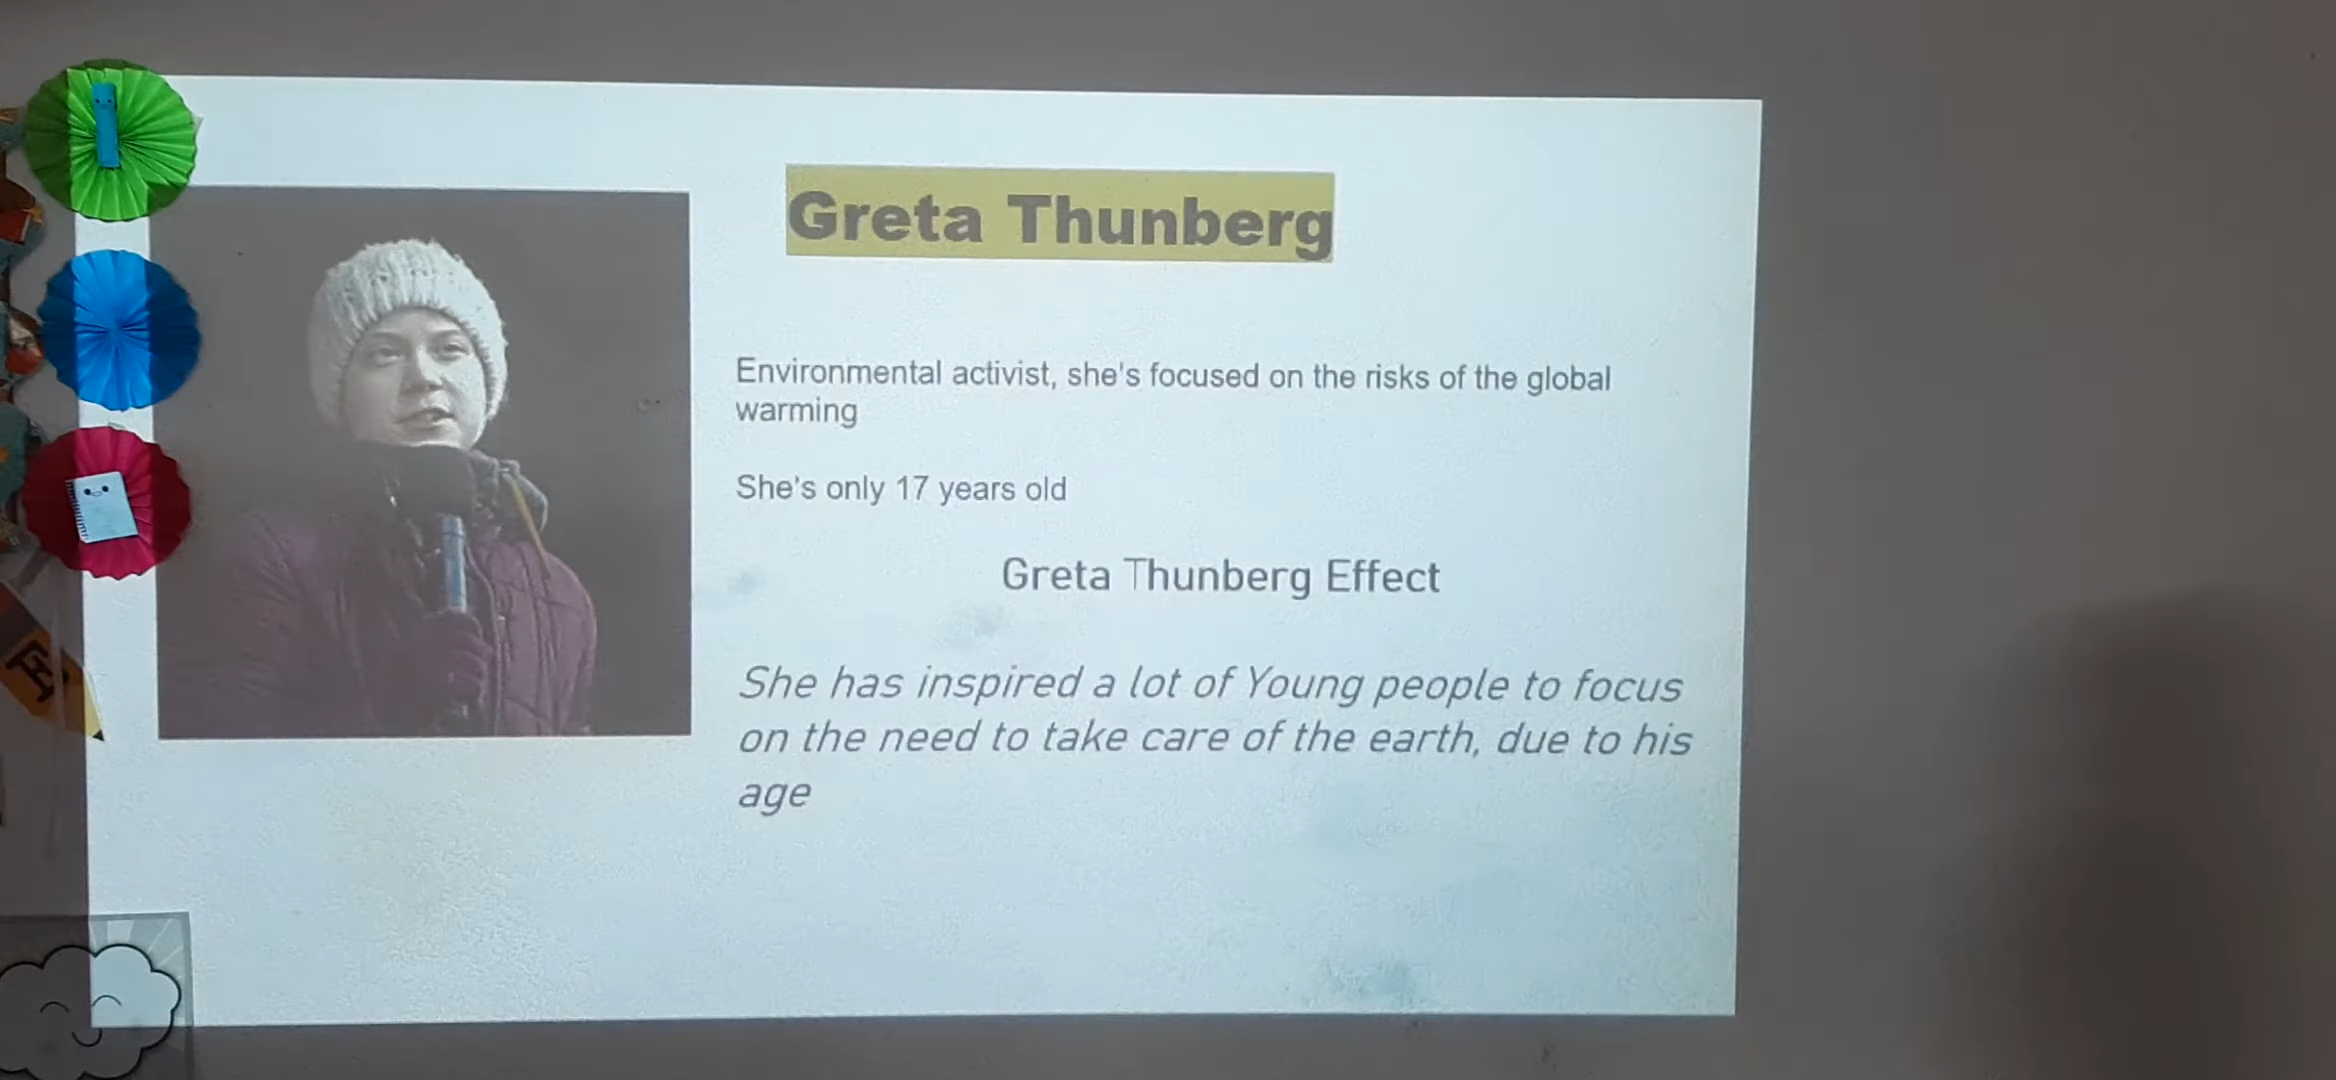 Greta Thunberg
Environmental activist, she's focused on the risks of the global
warming
She's only 17 years old
Greta Thunberg Effect
She has inspired a lot of Young people to focus
on the need to take care of the earth, due to his
age